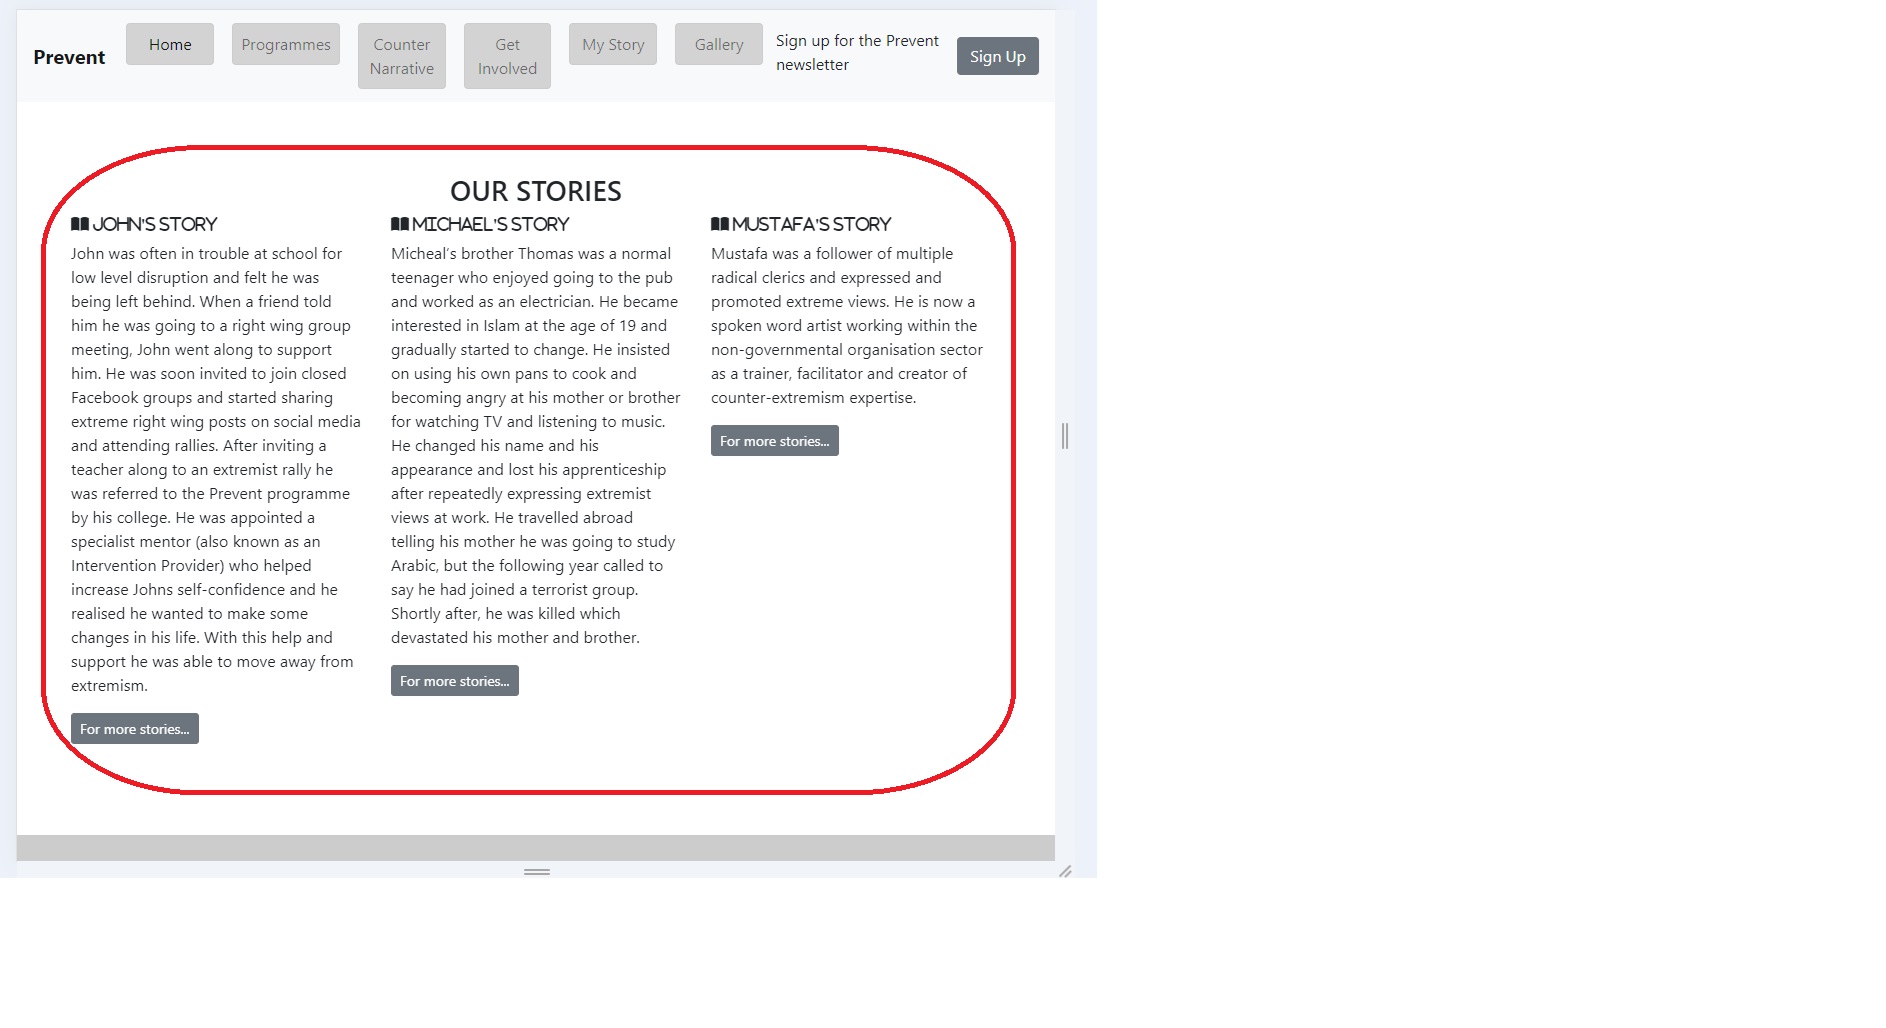 Prevent
Home
Programmes
Counter
Narrative
Get
Involved
My Story
Gallery
Sign up for the Prevent
newsletter
Sign Up
OUR STORIES
JOHN'S STORY
John was often in trouble at school for
low level disruption and felt he was
being left behind. When a friend told
him he was going to a right wing group
meeting, John went along to support
him. He was soon invited to join closed
Facebook groups and started sharing
extreme right wing posts on social media
and attending rallies. After inviting a
teacher along to an extremist rally he
was referred to the Prevent programme
by his college. He was appointed a
specialist mentor (also known as an
Intervention Provider) who helped
increase Johns self-confidence and he
realised he wanted to make some
changes in his life. With this help and
support he was able to move away from
extremism.
For more stories...
MICHAEL'S STORY
Micheal's brother Thomas was a normal
teenager who enjoyed going to the pub
and worked as an electrician. He became
interested in Islam at the age of 19 and
gradually started to change. He insisted
on using his own pans to cook and
becoming angry at his mother or brother
for watching TV and listening to music.
He changed his name and his
appearance and lost his apprenticeship
after repeatedly expressing extremist
views at work. He travelled abroad
telling his mother he was going to study
Arabic, but the following year called to
say he had joined a terrorist group.
Shortly after, he was killed which
devastated his mother and brother.
For more stories...
MUSTAFA'S STORY
Mustafa was a follower of multiple
radical clerics and expressed and
promoted extreme views. He is now a
spoken word artist working within the
non-governmental organisation sector
as a trainer, facilitator and creator of
counter-extremism expertise.
For more stories...